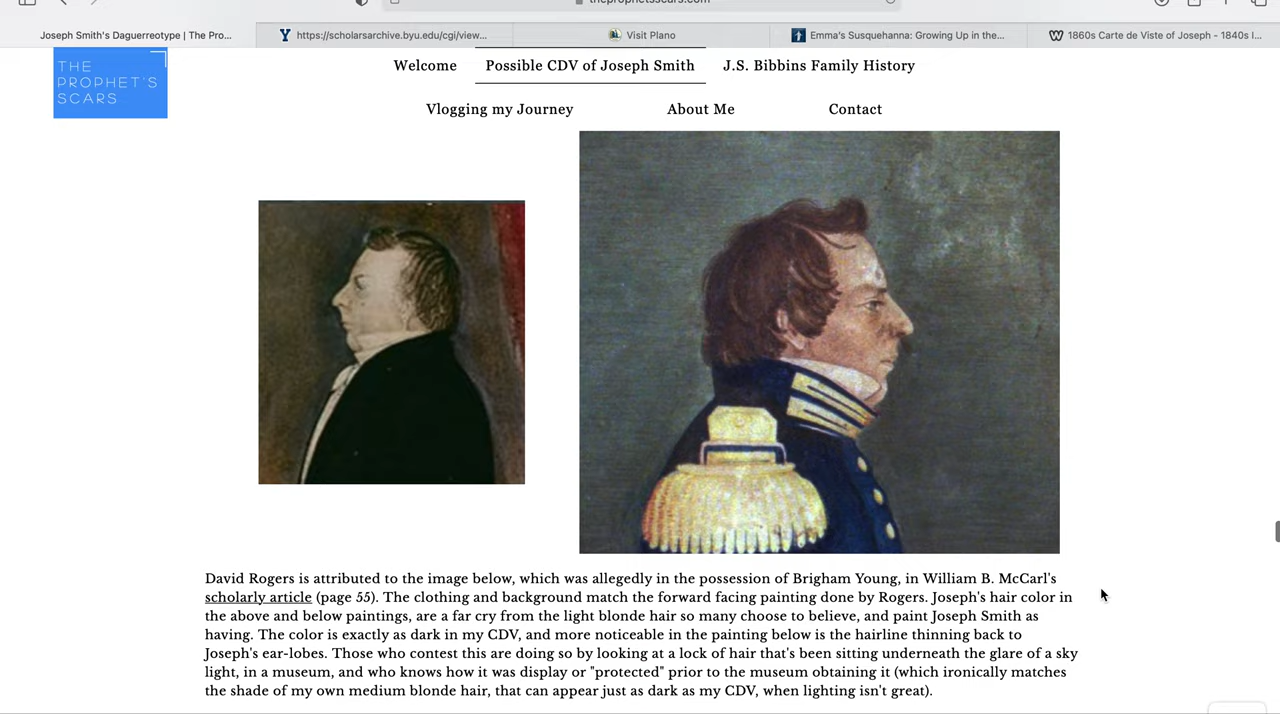 theprophetsscars.com
Joseph Smith's Daguerreotype | The Pro...
https://scholarsarchive.byu.edu/cgi/view...
Visit Plano
Emma's Susquehanna: Growing Up in the...
1860s Carte de Viste of Joseph - 1840s I...
THE
PROPHET'S
SCARS
Welcome
Possible CDV of Joseph Smith
J.S. Bibbins Family History
Vlogging my Journey
About Me
Contact
David Rogers is attributed to the image below, which was allegedly in the possession of Brigham Young, in William B. McCarl's
scholarly article (page 55). The clothing and background match the forward facing painting done by Rogers. Joseph's hair color in
the above and below paintings, are a far cry from the light blonde hair so many choose to believe, and paint Joseph Smith as
having. The color is exactly as dark in my CDV, and more noticeable in the painting below is the hairline thinning back to
Joseph's ear-lobes. Those who contest this are doing so by looking at a lock of hair that's been sitting underneath the glare of a sky
light, in a museum, and who knows how it was display or "protected" prior to the museum obtaining it (which ironically matches
the shade of my own medium blonde hair, that can appear just as dark as my CDV, when lighting isn't great).